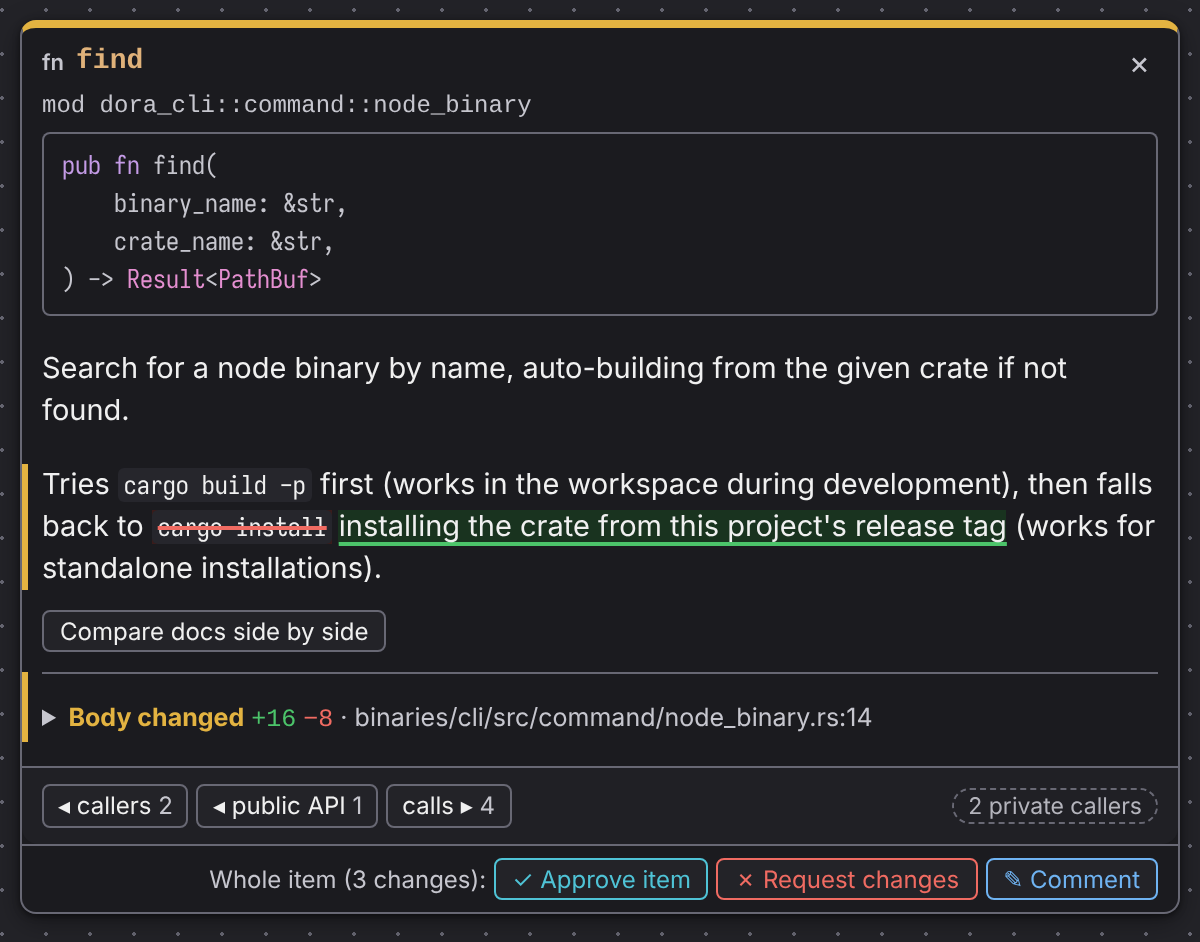 fn find ×
mod dora_cli::command::node_binary
pub fn find(
    binary_name: &str,
    crate_name: &str,
) -> Result<PathBuf>
Search for a node binary by name, auto-building from the given crate if not
found.
Tries cargo build -p first (works in the workspace during development), then falls
back to cargo install installing the crate from this project's release tag (works for
standalone installations).
Compare docs side by side
▶ Body changed +16 −8 · binaries/cli/src/command/node_binary.rs:14
◂ callers 2 ◂ public API 1 calls ▸ 4 2 private callers
Whole item (3 changes): ✓ Approve item × Request changes ✎ Comment